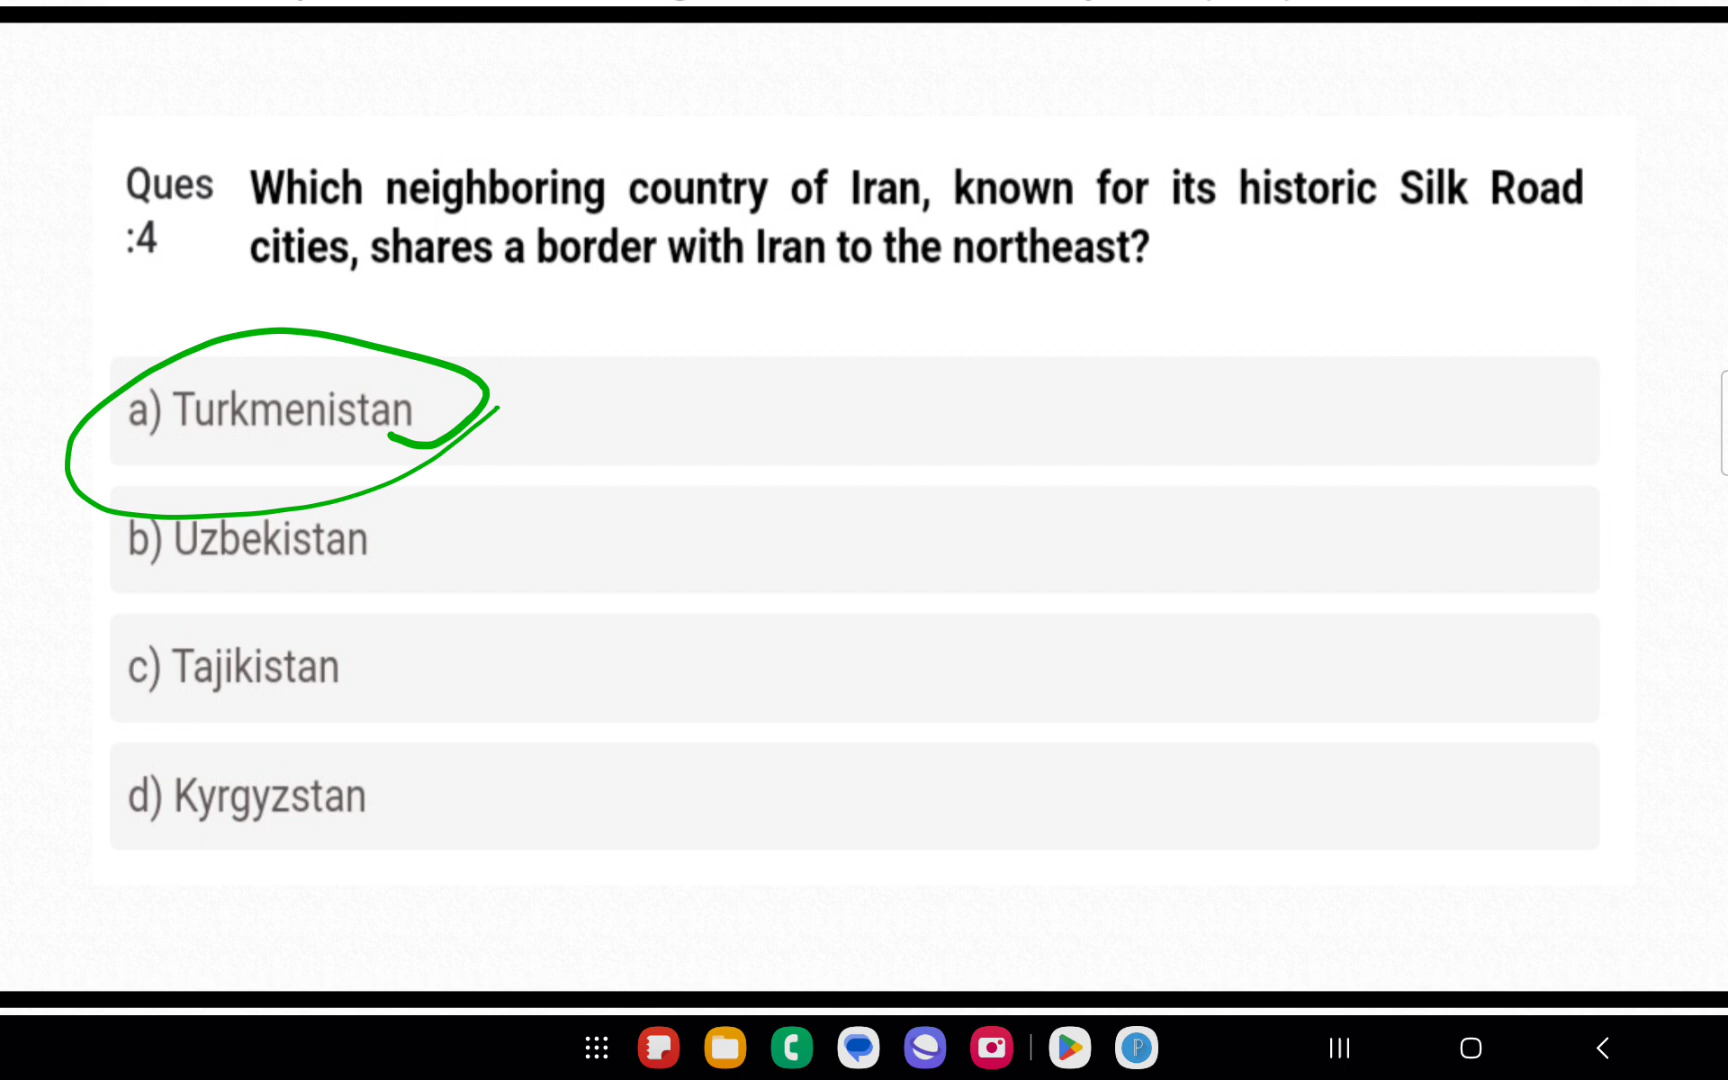 Ques Which neighboring country of Iran, known for its historic Silk Road
:4 cities, shares a border with Iran to the northeast?
a) Turkmenistan
b) Uzbekistan
c) Tajikistan
d) Kyrgyzstan